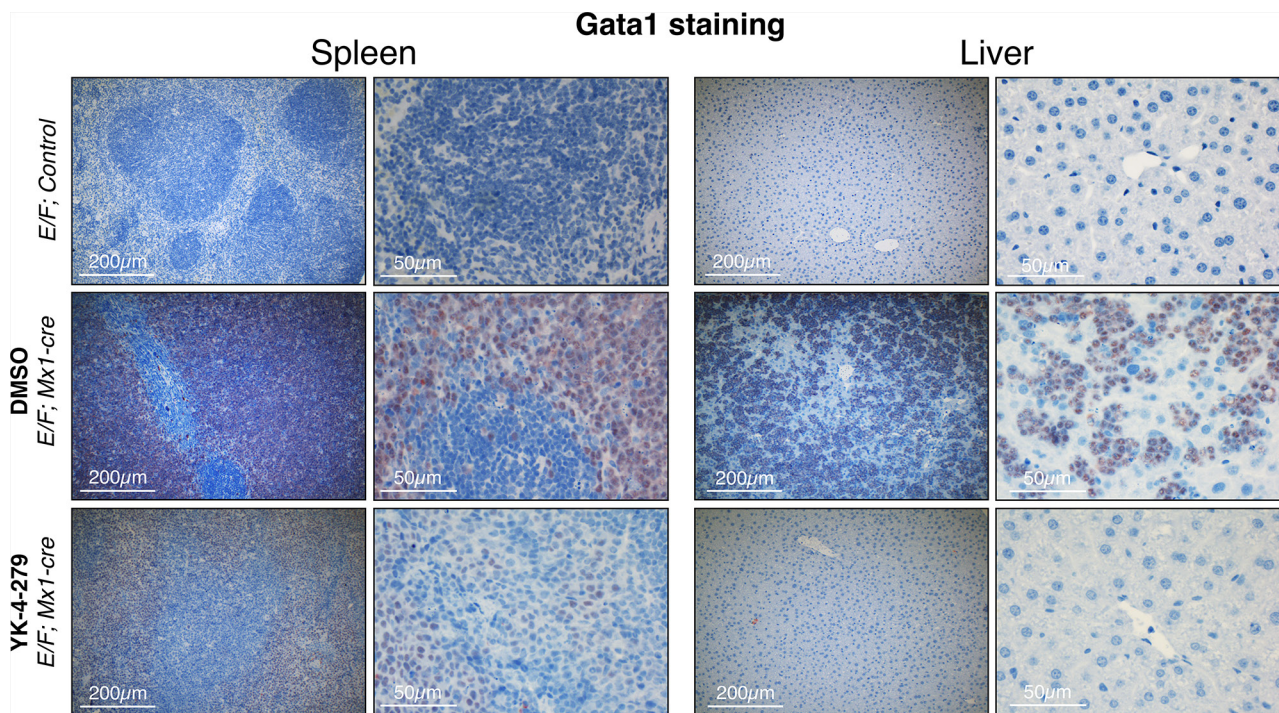 Gata1 staining
Spleen
Liver
E/F; Control
200µm
50µm
200µm
50µm
DMSO
E/F; Mx1-cre
200µm
50µm
200µm
50µm
YK-4-279
E/F; Mx1-cre
200µm
50µm
200µm
50µm